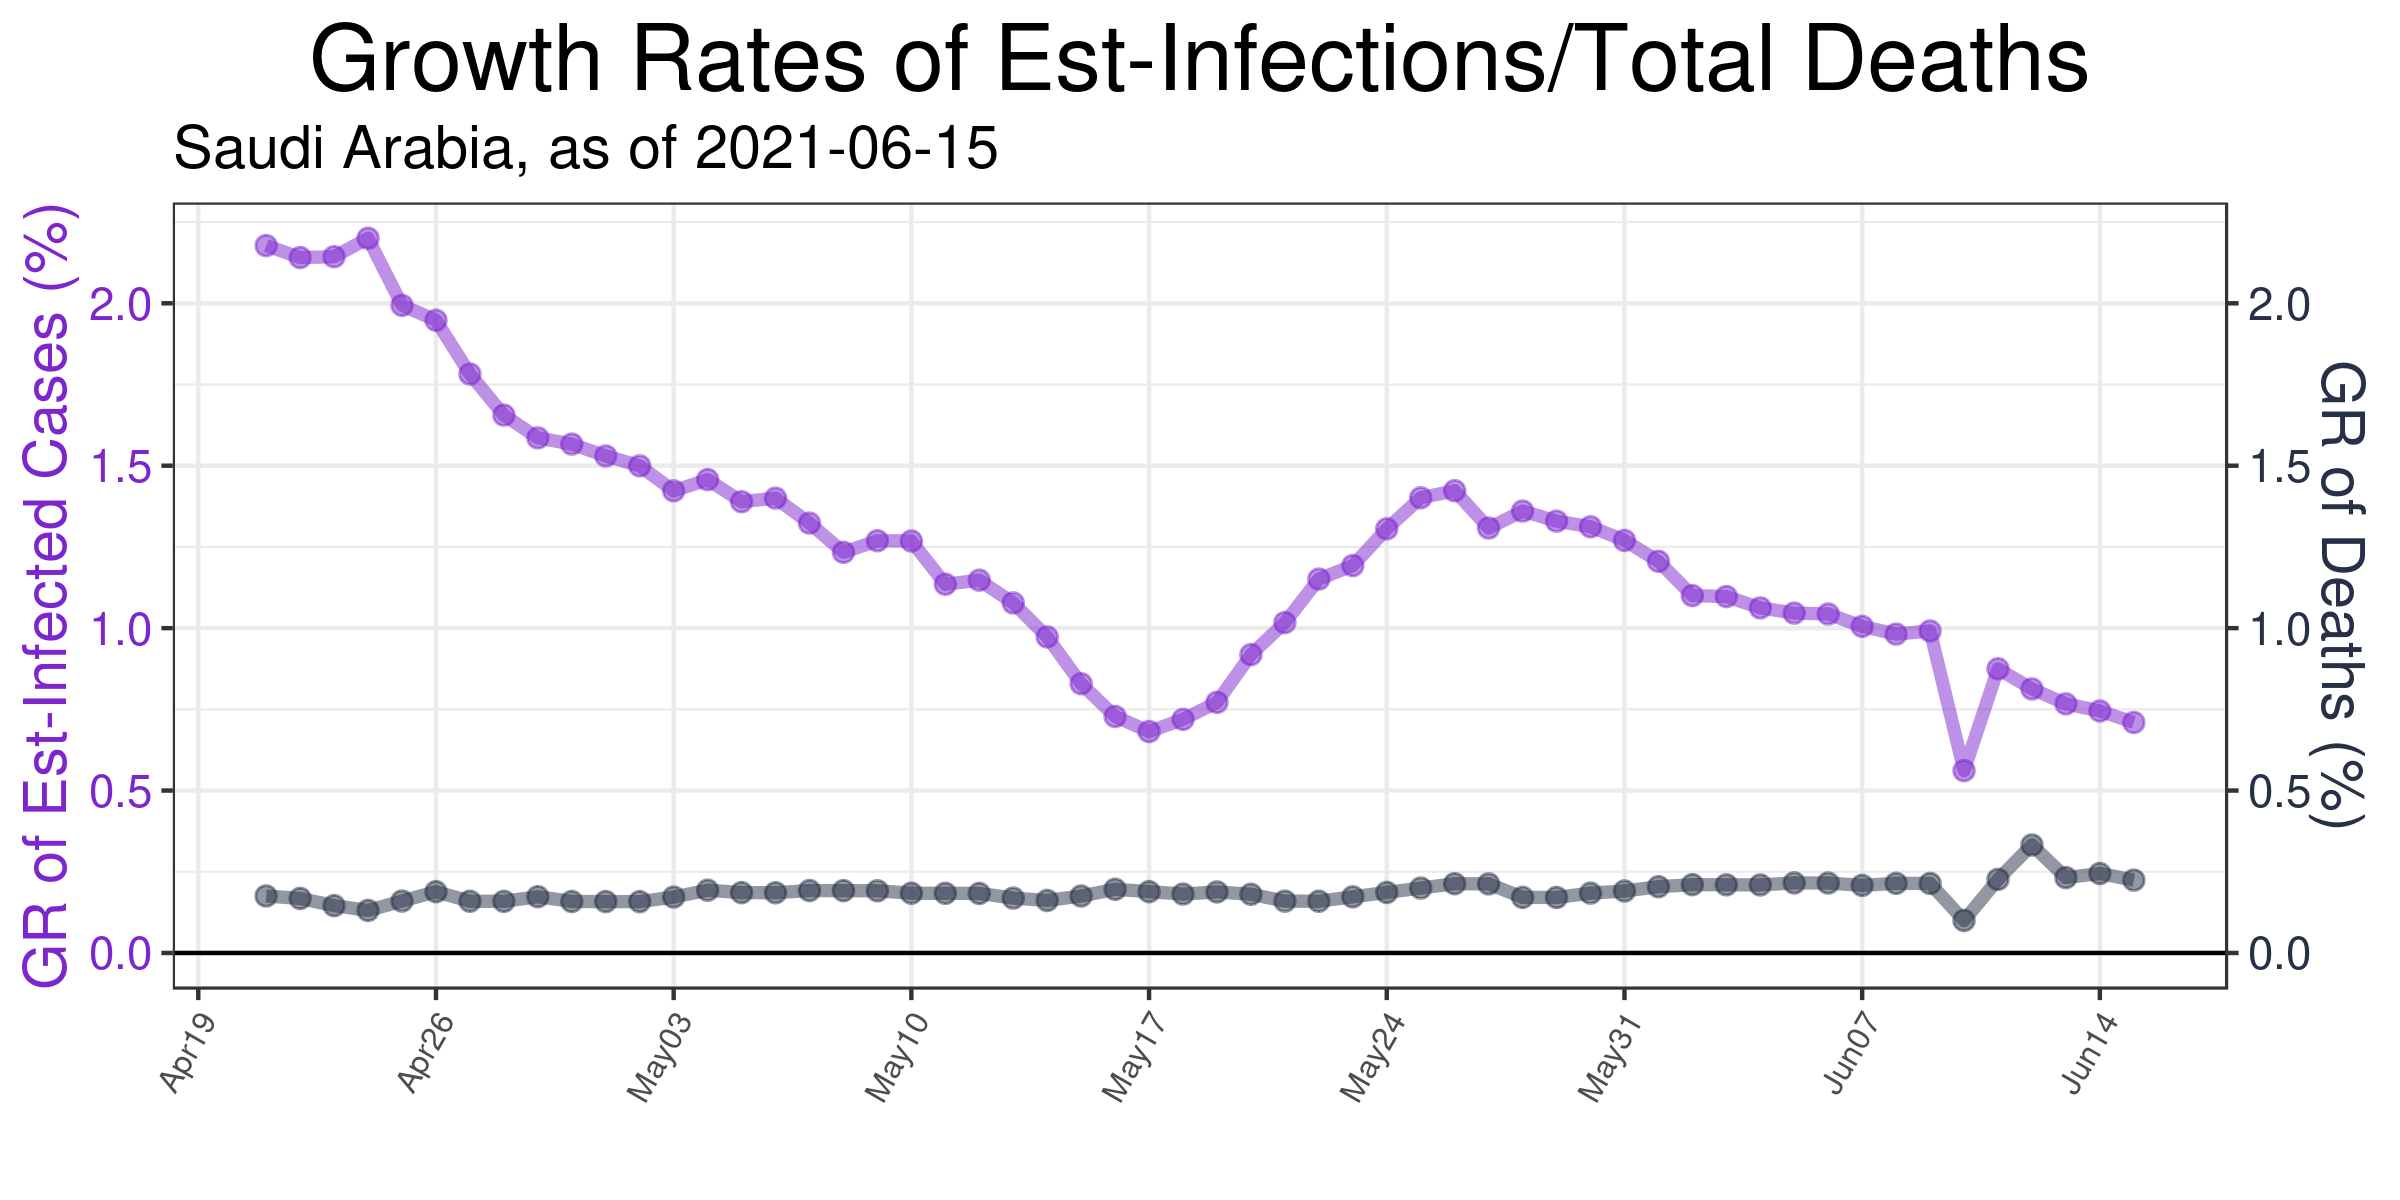 Growth Rates of Est-Infections/Total Deaths
Saudi Arabia, as of 2021-06-15
GR of Est-Infected Cases (%)
2.0
1.5
1.0
0.5
0.0
2.0
1.5
1.0
0.5
0.0
GR of Deaths (%)
Apr19
Apr26
May03
May10
May17
May24
May31
Jun07
Jun14